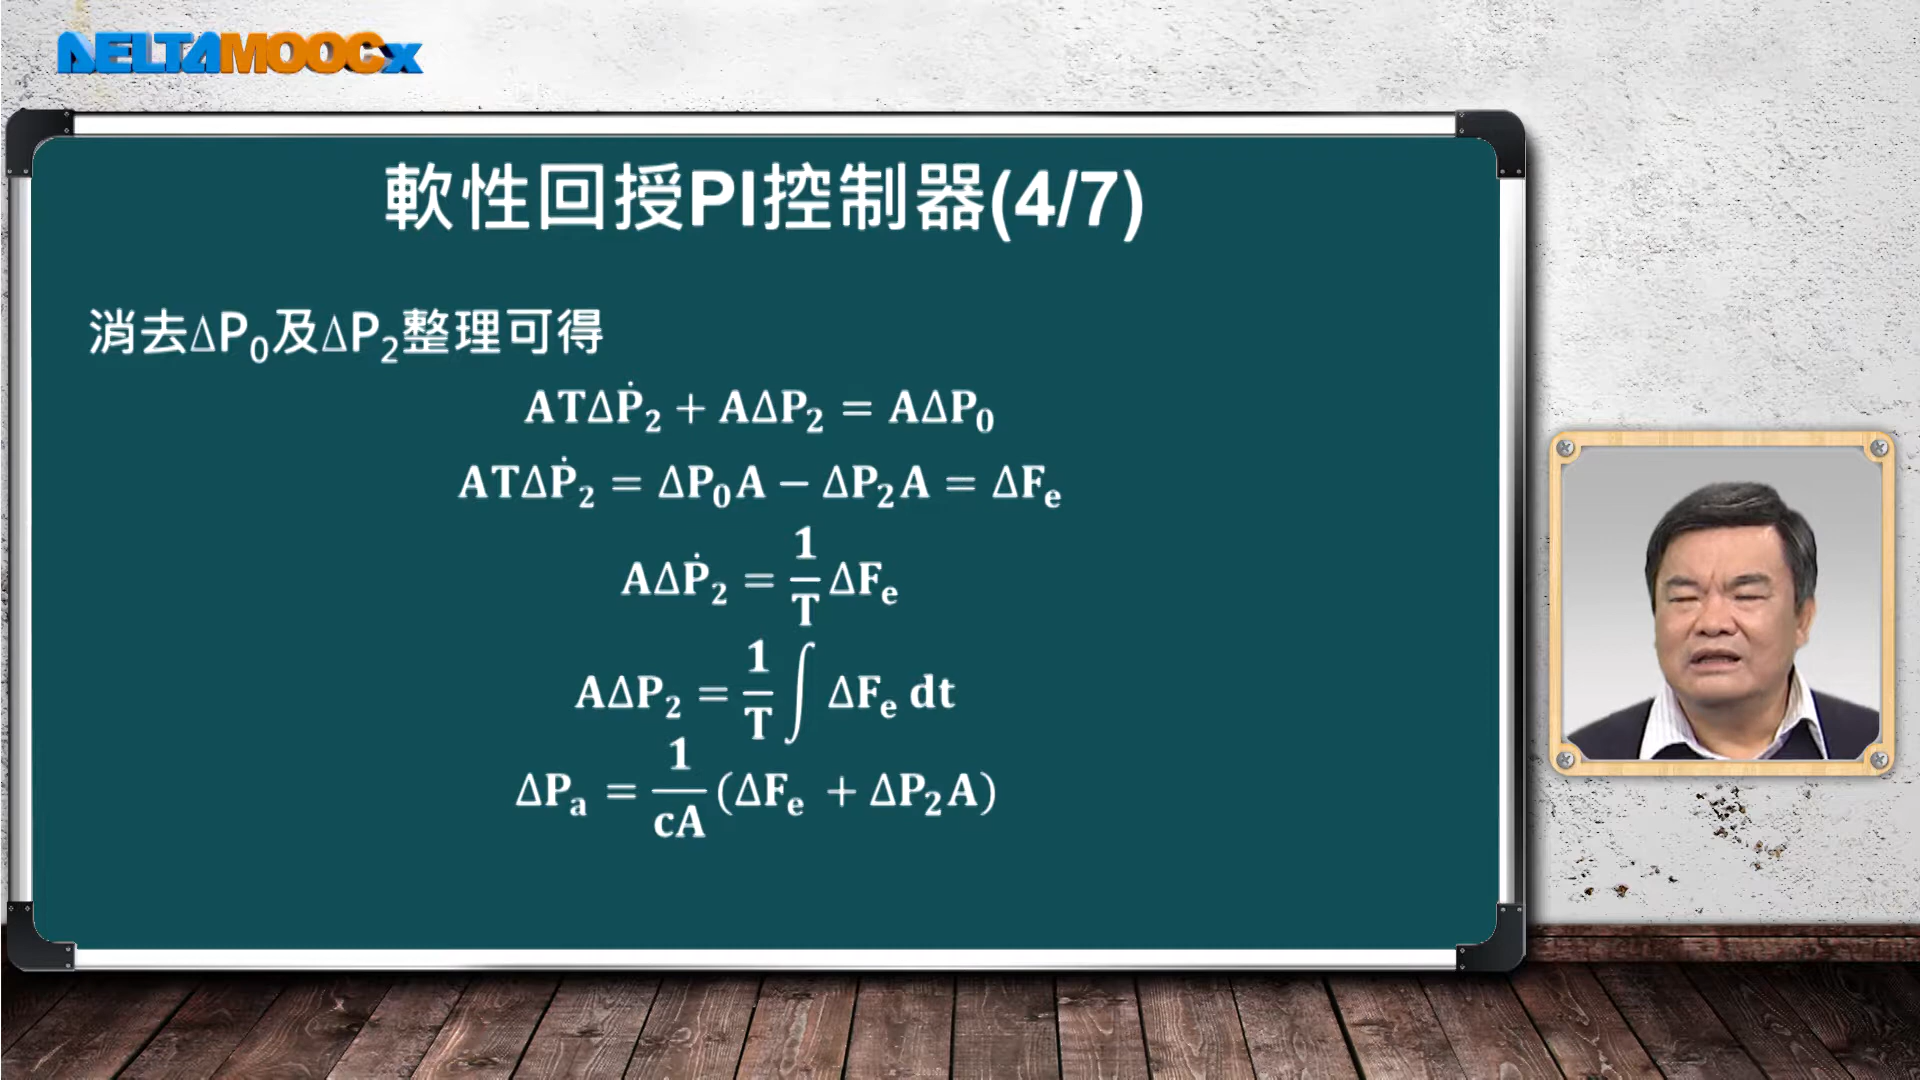 DELTAMOOCx
軟性回授PI控制器(4/7)
消去ΔP₀及ΔP₂整理可得
ATΔṖ₂ + AΔP₂ = AΔP₀
ATΔṖ₂ = ΔP₀A − ΔP₂A = ΔFₑ
AΔṖ₂ = 1/T ΔFₑ
AΔP₂ = 1/T ∫ ΔFₑ dt
ΔPₐ = 1/cA (ΔFₑ + ΔP₂A)